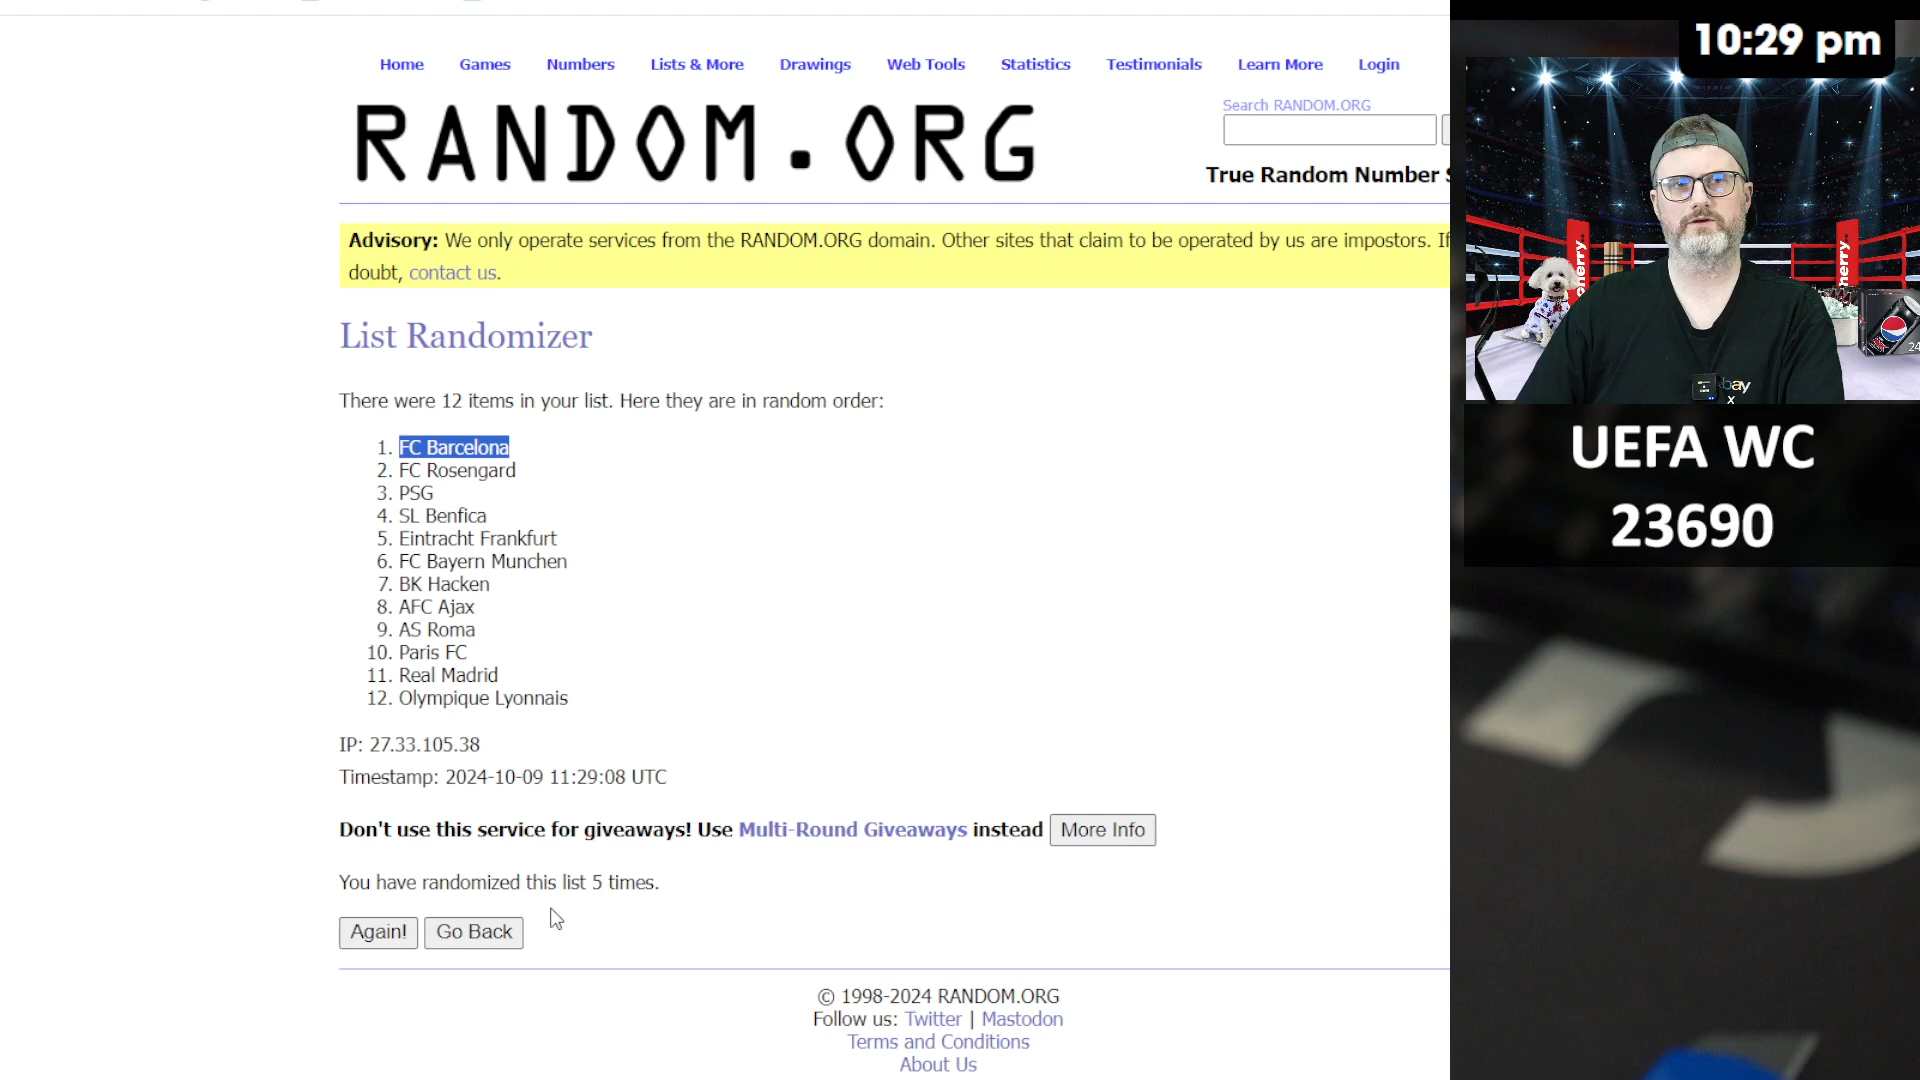 10:29 pm
Home Games Numbers Lists & More Drawings Web Tools Statistics Testimonials Learn More Login
RANDOM.ORG
Search RANDOM.ORG
True Random Number
Advisory: We only operate services from the RANDOM.ORG domain. Other sites that claim to be operated by us are impostors. If
doubt, contact us.
List Randomizer
There were 12 items in your list. Here they are in random order:
1. FC Barcelona
2. FC Rosengard
3. PSG
4. SL Benfica
5. Eintracht Frankfurt
6. FC Bayern Munchen
7. BK Hacken
8. AFC Ajax
9. AS Roma
10. Paris FC
11. Real Madrid
12. Olympique Lyonnais
IP: 27.33.105.38
Timestamp: 2024-10-09 11:29:08 UTC
Don't use this service for giveaways! Use Multi-Round Giveaways instead More Info
You have randomized this list 5 times.
Again! Go Back
© 1998-2024 RANDOM.ORG
Follow us: Twitter | Mastodon
Terms and Conditions
About Us
herry.
herry.
24
bay
x
UEFA WC
23690